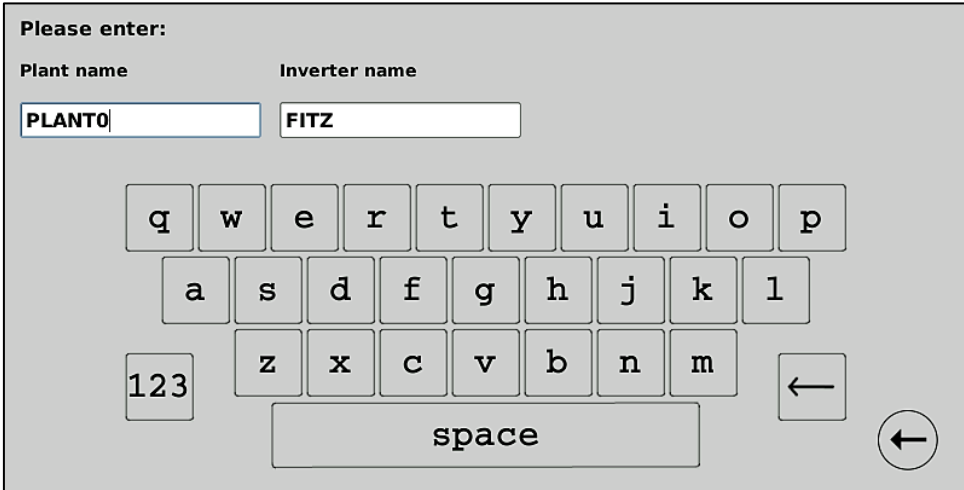 Please enter:
Plant name Inverter name
PLANT0 FITZ
q w e r t y u i o p
a s d f g h j k l
z x c v b n m
123 ←
space ←